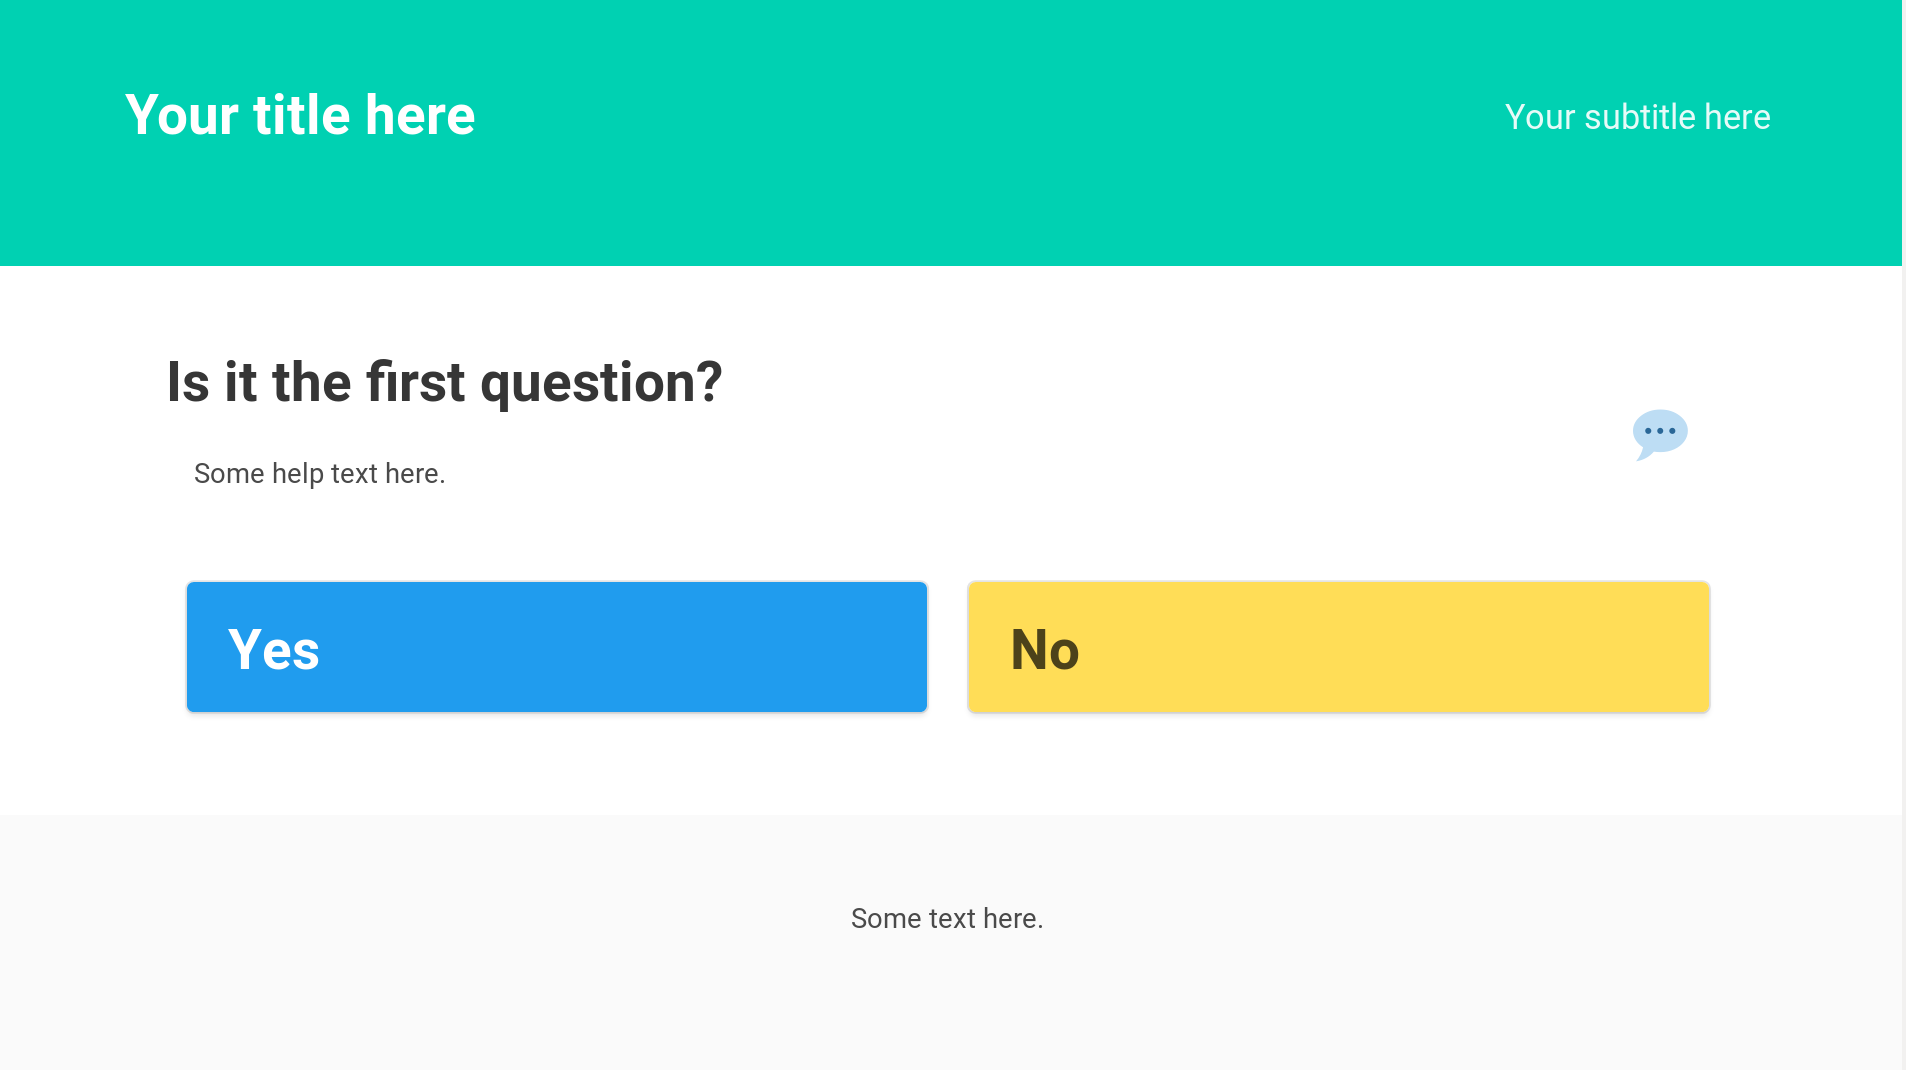 Your title here
Your subtitle here
Is it the first question?
Some help text here.
Yes
No
Some text here.